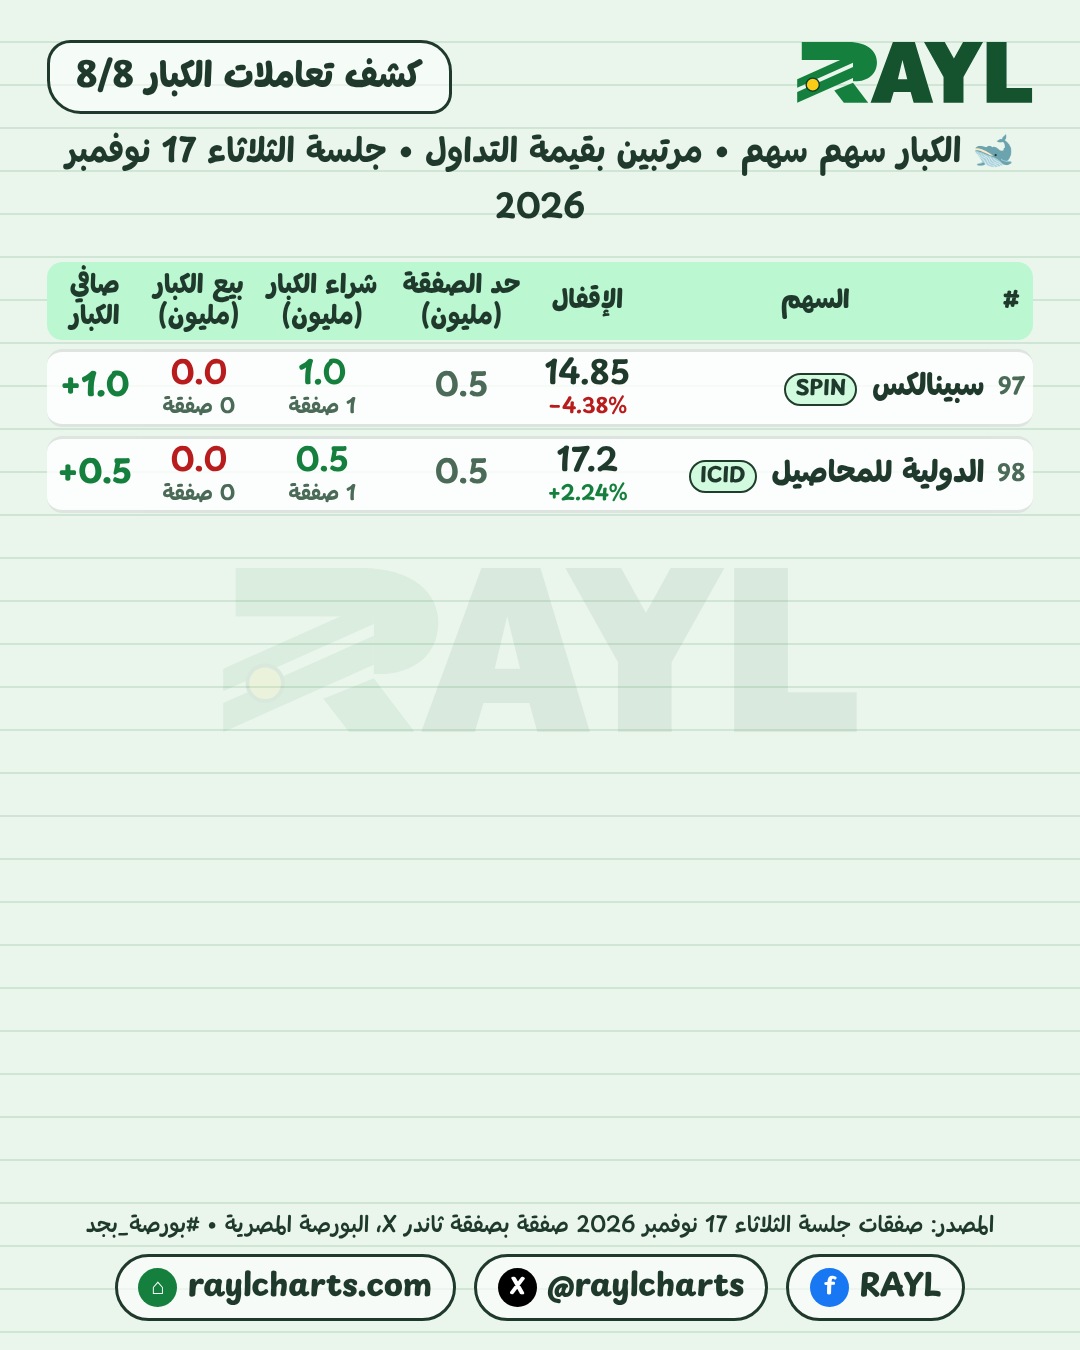 RAYL
كشف تعاملات الكبار 8/8
🐋 الكبار سهم سهم • مرتبين بقيمة التداول • جلسة الثلاثاء 17 نوفمبر
2026
# السهم الإقفال حد الصفقة (مليون) شراء الكبار (مليون) بيع الكبار (مليون) صافي الكبار
97 سبينالكس SPIN 14.85 −4.38% 0.5 1.0 1 صفقة 0.0 0 صفقة +1.0
98 الدولية للمحاصيل ICID 17.2 +2.24% 0.5 0.5 1 صفقة 0.0 0 صفقة +0.5
RAYL
المصدر: صفقات جلسة الثلاثاء 17 نوفمبر 2026 صفقة بصفقة ثاندر X، البورصة المصرية • #بورصة_بجد
raylcharts.com X @raylcharts f RAYL